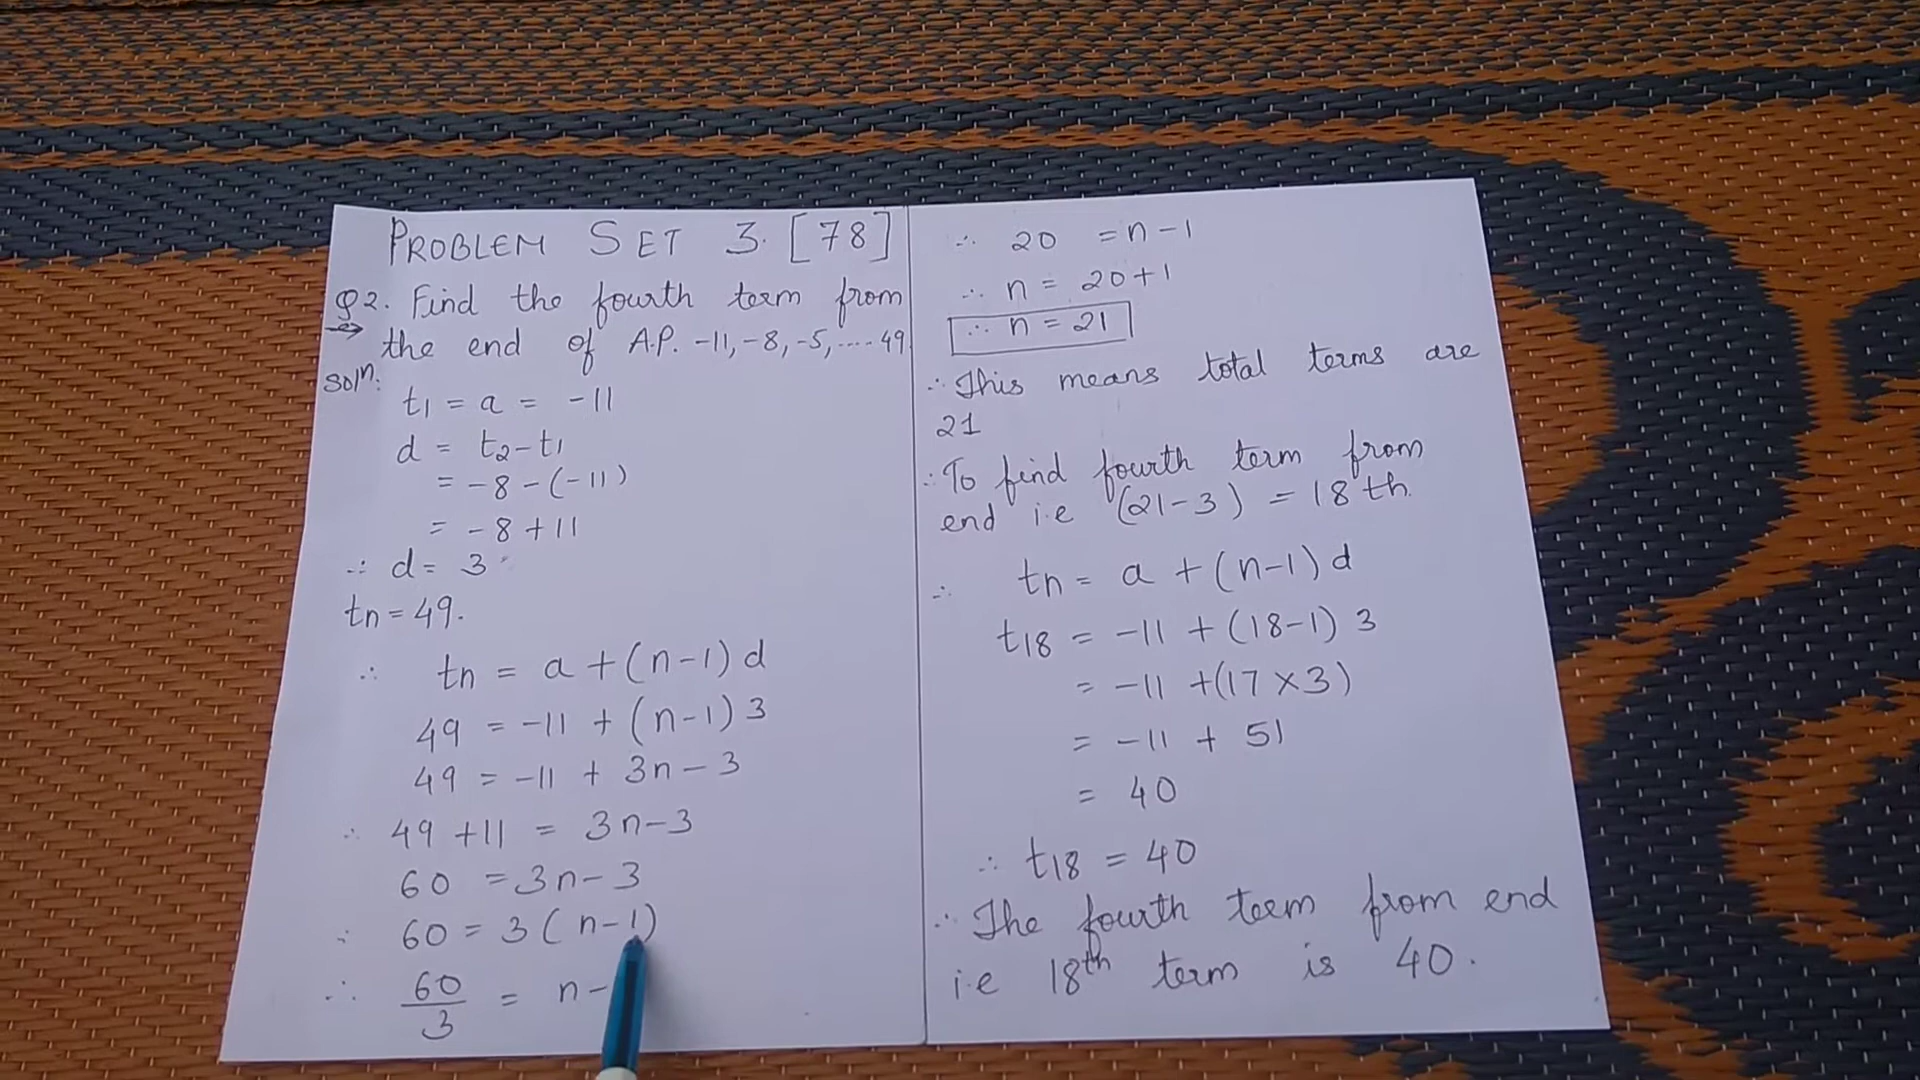 PROBLEM SET 3. [78]
Q2. Find the fourth term from
the end of A.P. -11, -8, -5, ..... 49.
Soln:
t1 = a = -11
d = t2 - t1
= -8 - (-11)
= -8 + 11
∴ d = 3
tn = 49.
∴ tn = a + (n-1) d
49 = -11 + (n-1) 3
49 = -11 + 3n - 3
∴ 49 + 11 = 3n - 3
60 = 3n - 3
∴ 60 = 3 (n-1)
∴ 60/3 = n -
∴ 20 = n - 1
∴ n = 20 + 1
∴ n = 21
∴ This means total terms are
21
∴ To find fourth term from
end i.e (21-3) = 18 th.
∴ tn = a + (n-1) d
t18 = -11 + (18-1) 3
= -11 + (17 × 3)
= -11 + 51
= 40
∴ t18 = 40
∴ The fourth term from end
i.e 18th term is 40.